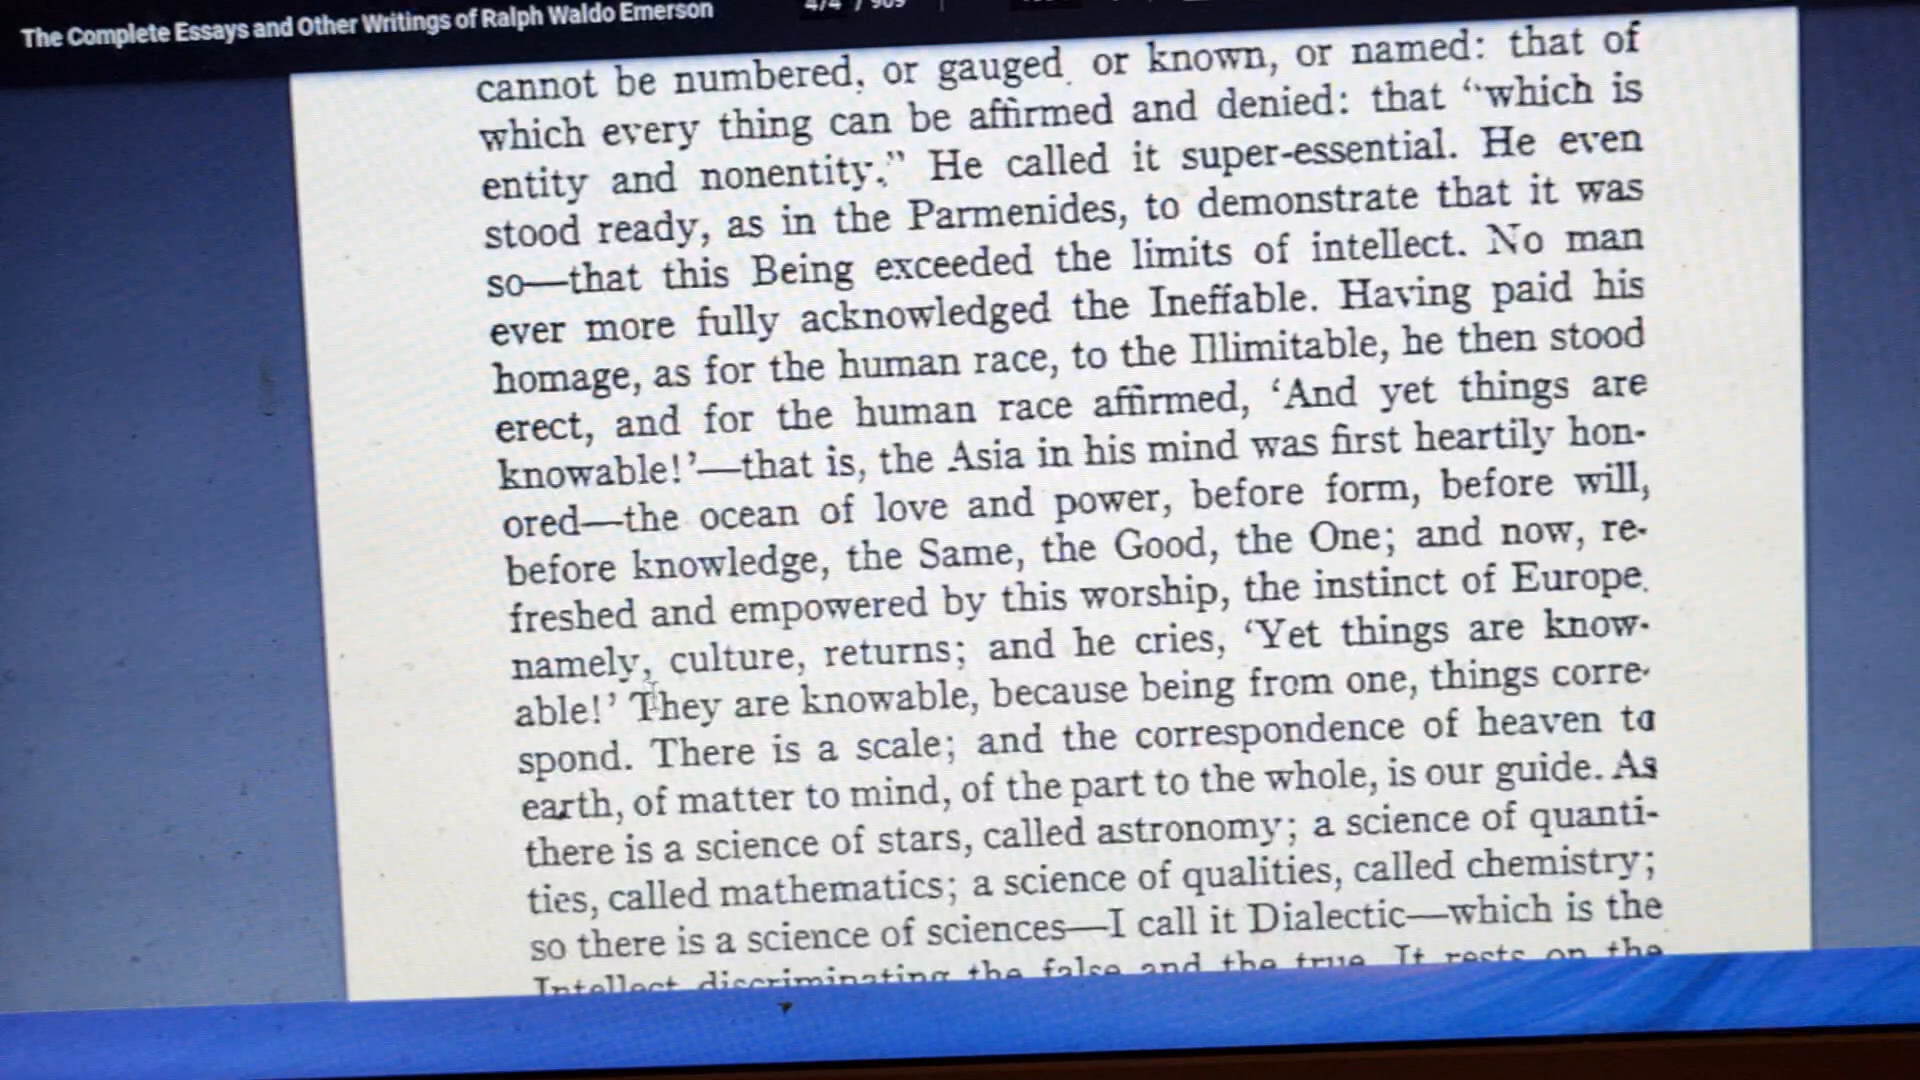 The Complete Essays and Other Writings of Ralph Waldo Emerson
cannot be numbered, or gauged, or known, or named: that of
which every thing can be affirmed and denied: that “which is
entity and nonentity.” He called it super-essential. He even
stood ready, as in the Parmenides, to demonstrate that it was
so—that this Being exceeded the limits of intellect. No man
ever more fully acknowledged the Ineffable. Having paid his
homage, as for the human race, to the Illimitable, he then stood
erect, and for the human race affirmed, ‘And yet things are
knowable!’—that is, the Asia in his mind was first heartily hon-
ored—the ocean of love and power, before form, before will,
before knowledge, the Same, the Good, the One; and now, re-
freshed and empowered by this worship, the instinct of Europe,
namely, culture, returns; and he cries, ‘Yet things are know-
able!’ They are knowable, because being from one, things corre-
spond. There is a scale; and the correspondence of heaven to
earth, of matter to mind, of the part to the whole, is our guide. As
there is a science of stars, called astronomy; a science of quanti-
ties, called mathematics; a science of qualities, called chemistry;
so there is a science of sciences—I call it Dialectic—which is the
Intellect discriminating the false and the true. It rests on the